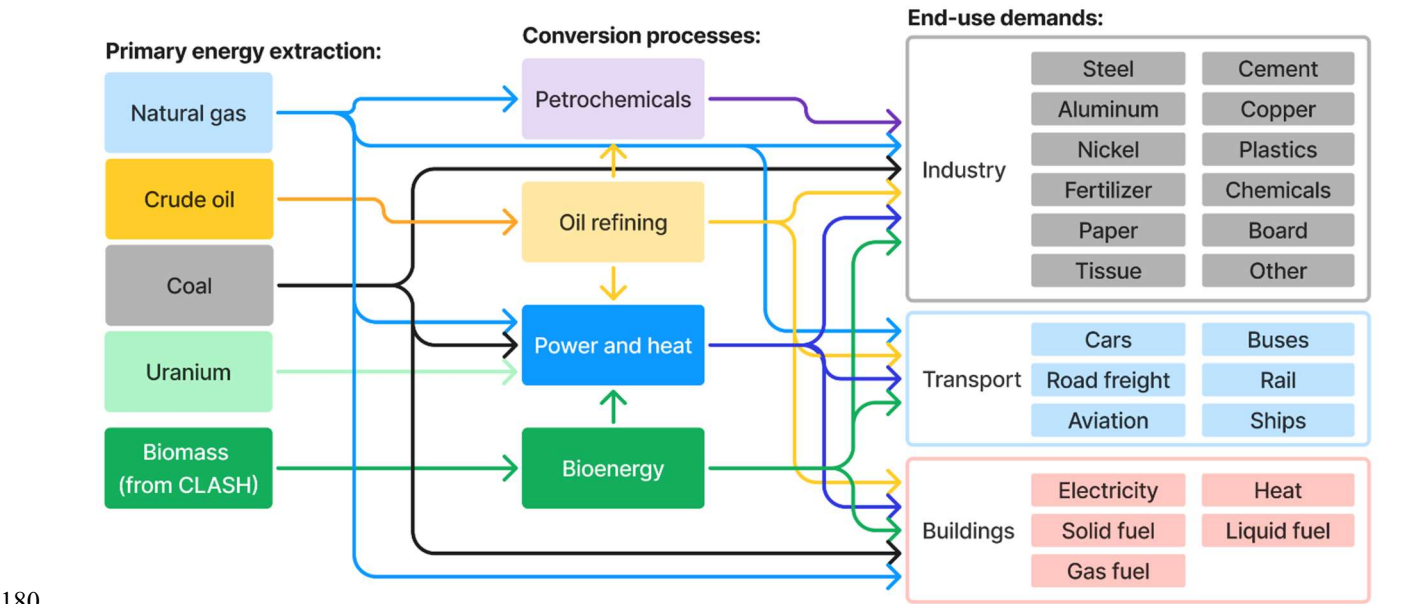 Primary energy extraction:
Natural gas
Crude oil
Coal
Uranium
Biomass
(from CLASH)
Conversion processes:
Petrochemicals
Oil refining
Power and heat
Bioenergy
End-use demands:
Industry
Steel
Cement
Aluminum
Copper
Nickel
Plastics
Fertilizer
Chemicals
Paper
Board
Tissue
Other
Transport
Cars
Buses
Road freight
Rail
Aviation
Ships
Buildings
Electricity
Heat
Solid fuel
Liquid fuel
Gas fuel
180